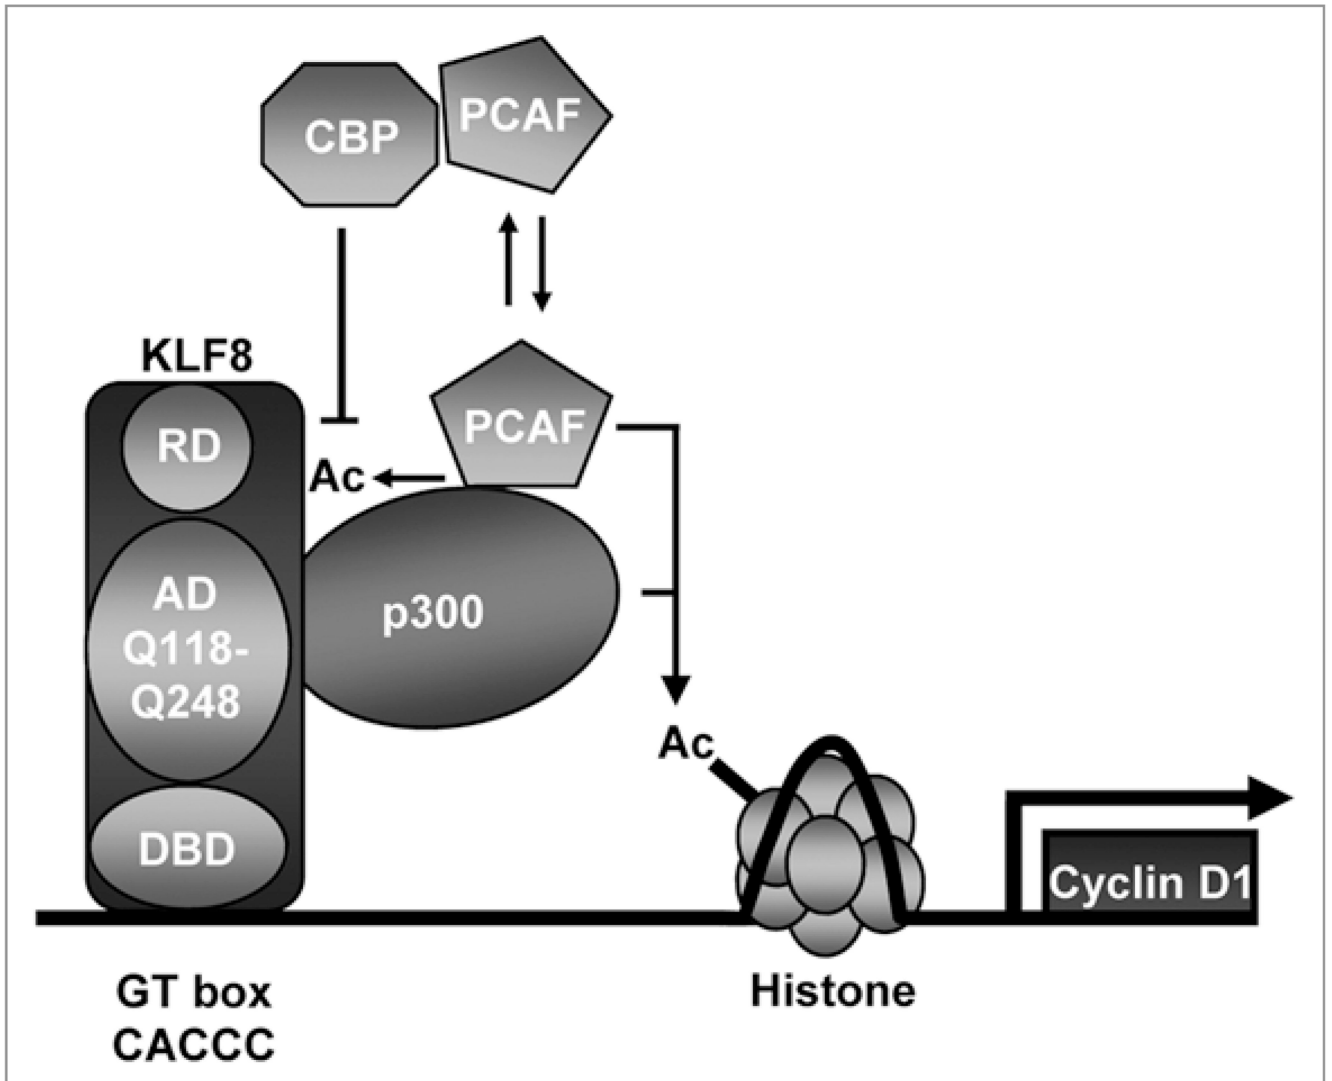 CBP
PCAF
KLF8
RD
PCAF
Ac
AD
Q118-
Q248
p300
Ac
DBD
Cyclin D1
GT box
CACCC
Histone